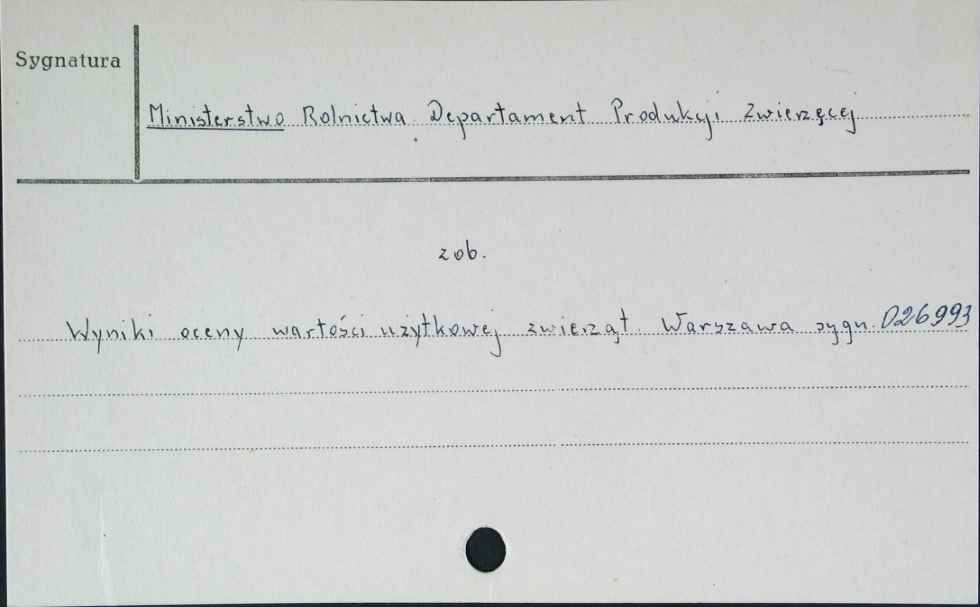 Sygnatura
Ministerstwo Rolnictwa Departament Produkcji Zwierzęcej
zob.
Wyniki oceny wartości użytkowej zwierząt. Warszawa sygn. 026993